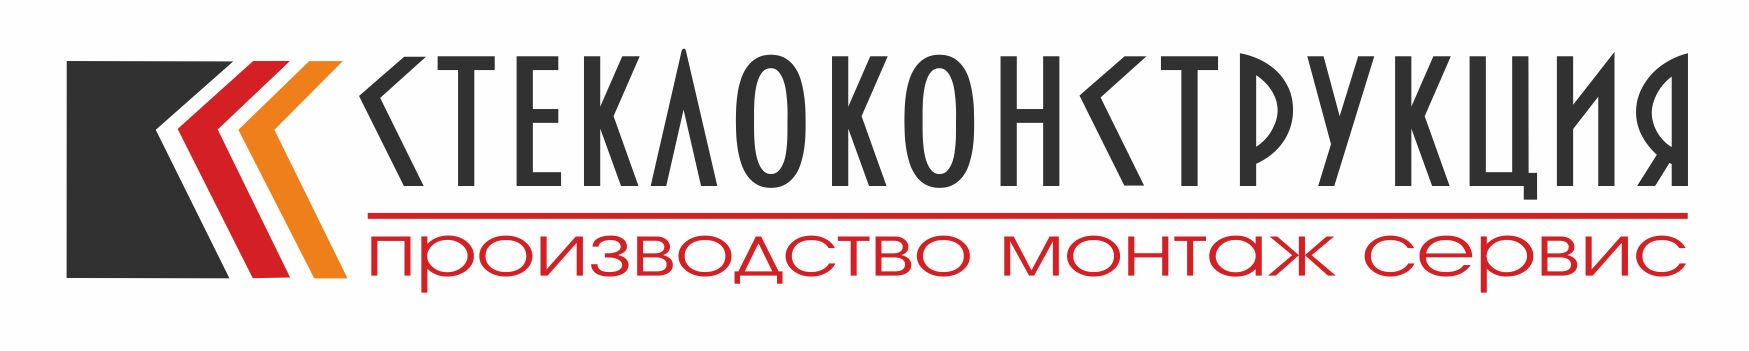 СТЕКЛОКОНСТРУКЦИЯ
производство монтаж сервис